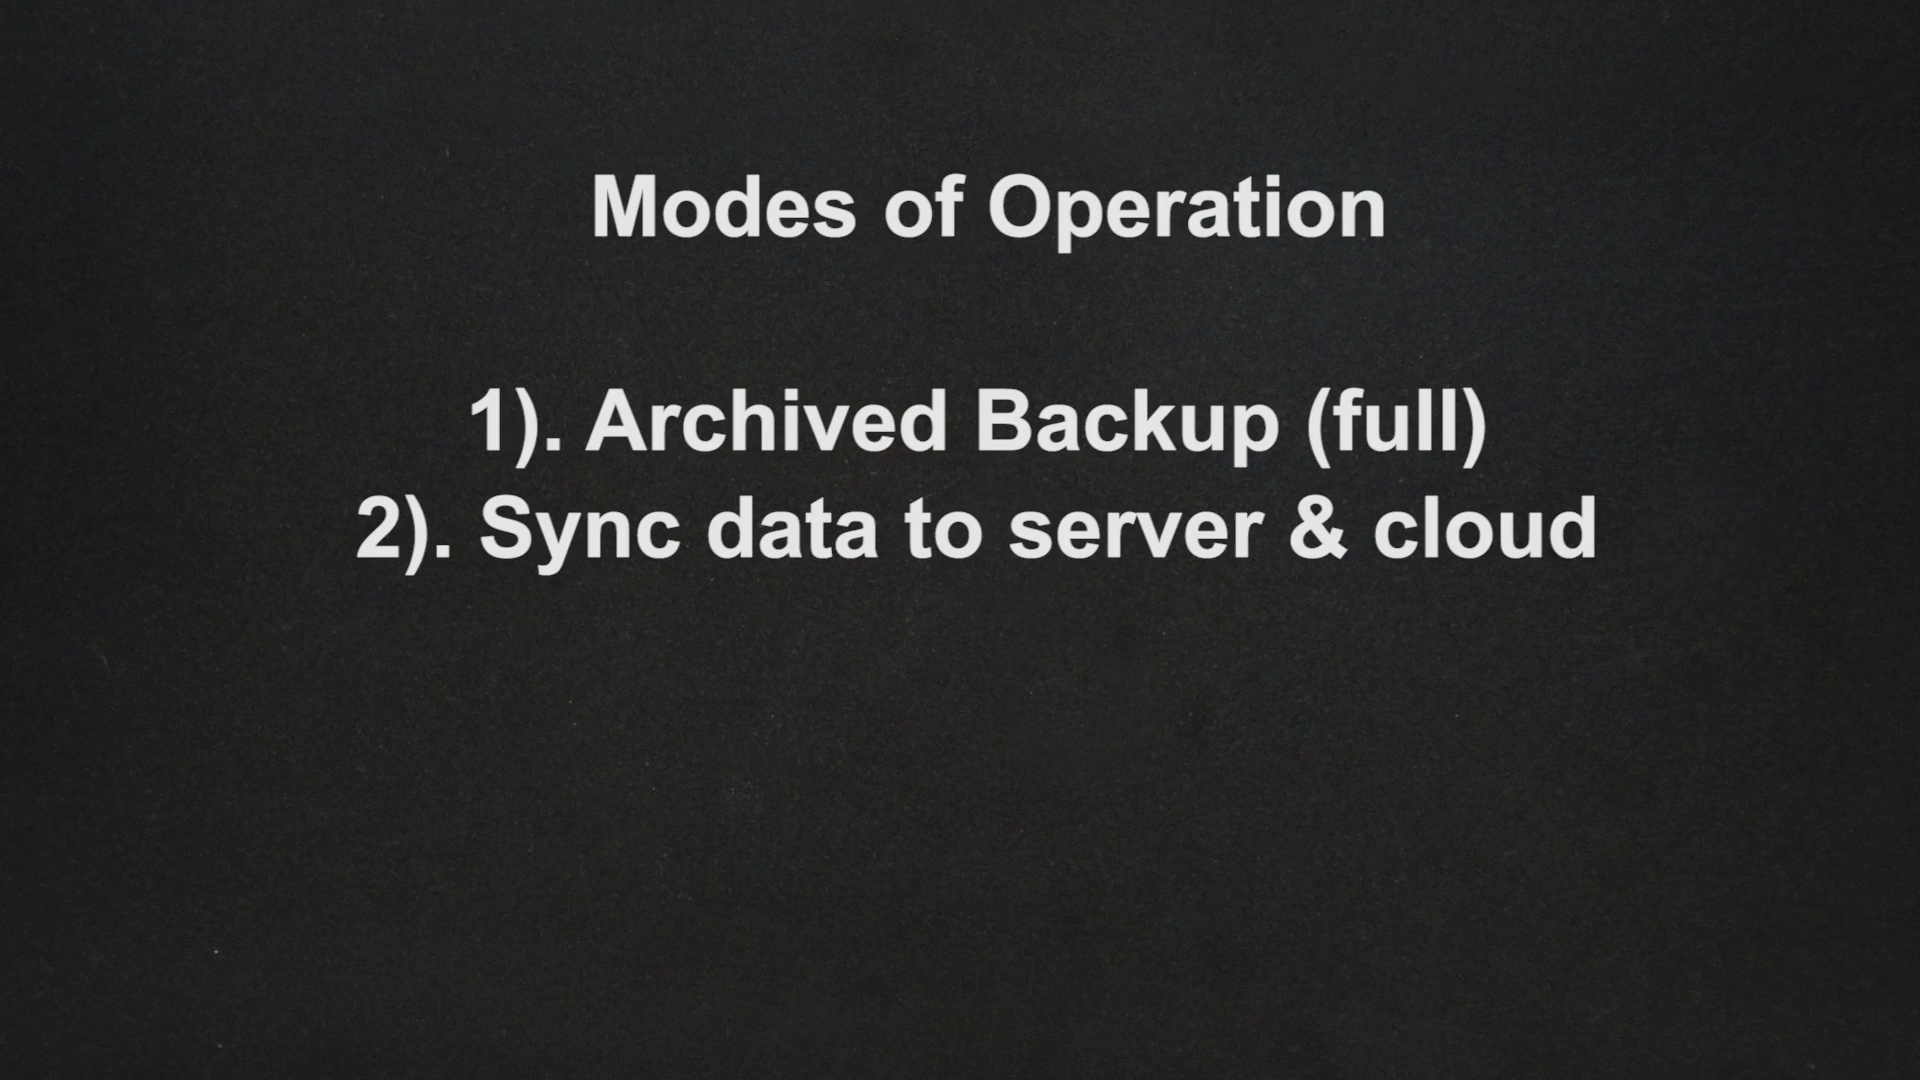 Modes of Operation
1). Archived Backup (full)
2). Sync data to server & cloud